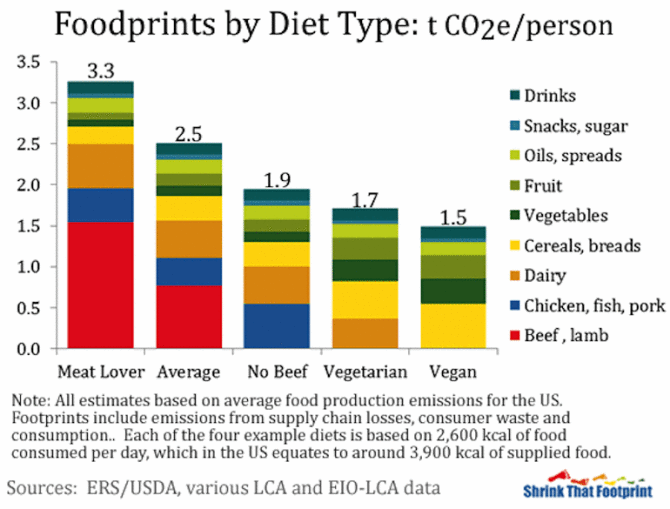 Foodprints by Diet Type: t CO2e/person
3.5
3.0
2.5
2.0
1.5
1.0
0.5
0.0
3.3
2.5
1.9
1.7
1.5
Meat Lover
Average
No Beef
Vegetarian
Vegan
Drinks
Snacks, sugar
Oils, spreads
Fruit
Vegetables
Cereals, breads
Dairy
Chicken, fish, pork
Beef , lamb
Note: All estimates based on average food production emissions for the US.
Footprints include emissions from supply chain losses, consumer waste and
consumption.. Each of the four example diets is based on 2,600 kcal of food
consumed per day, which in the US equates to around 3,900 kcal of supplied food.
Sources: ERS/USDA, various LCA and EIO-LCA data
Shrink That Footprint